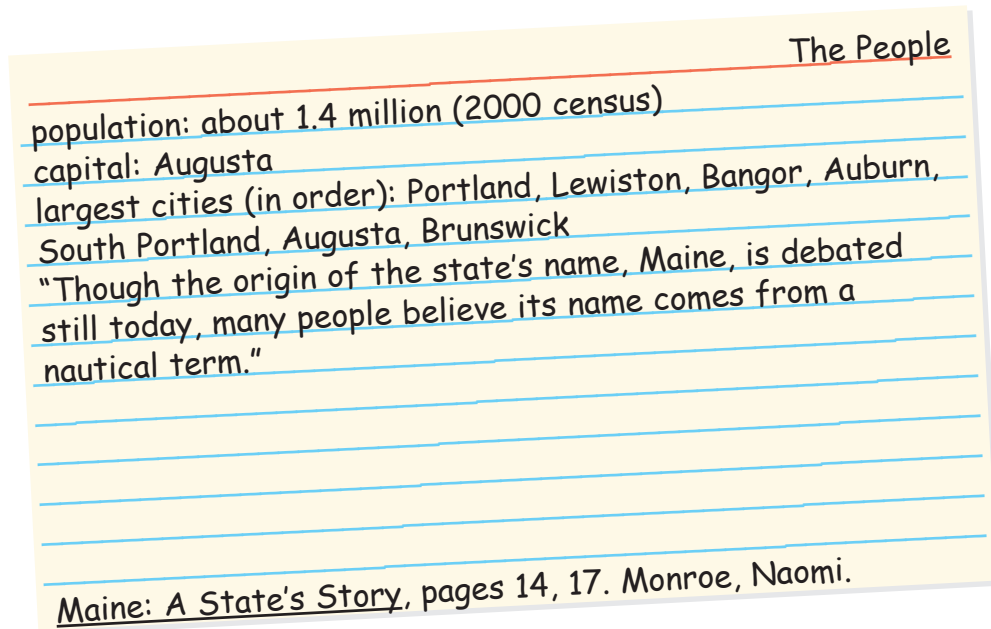 The People
population: about 1.4 million (2000 census)
capital: Augusta
largest cities (in order): Portland, Lewiston, Bangor, Auburn,
South Portland, Augusta, Brunswick
“Though the origin of the state’s name, Maine, is debated
still today, many people believe its name comes from a
nautical term.”
Maine: A State’s Story, pages 14, 17. Monroe, Naomi.